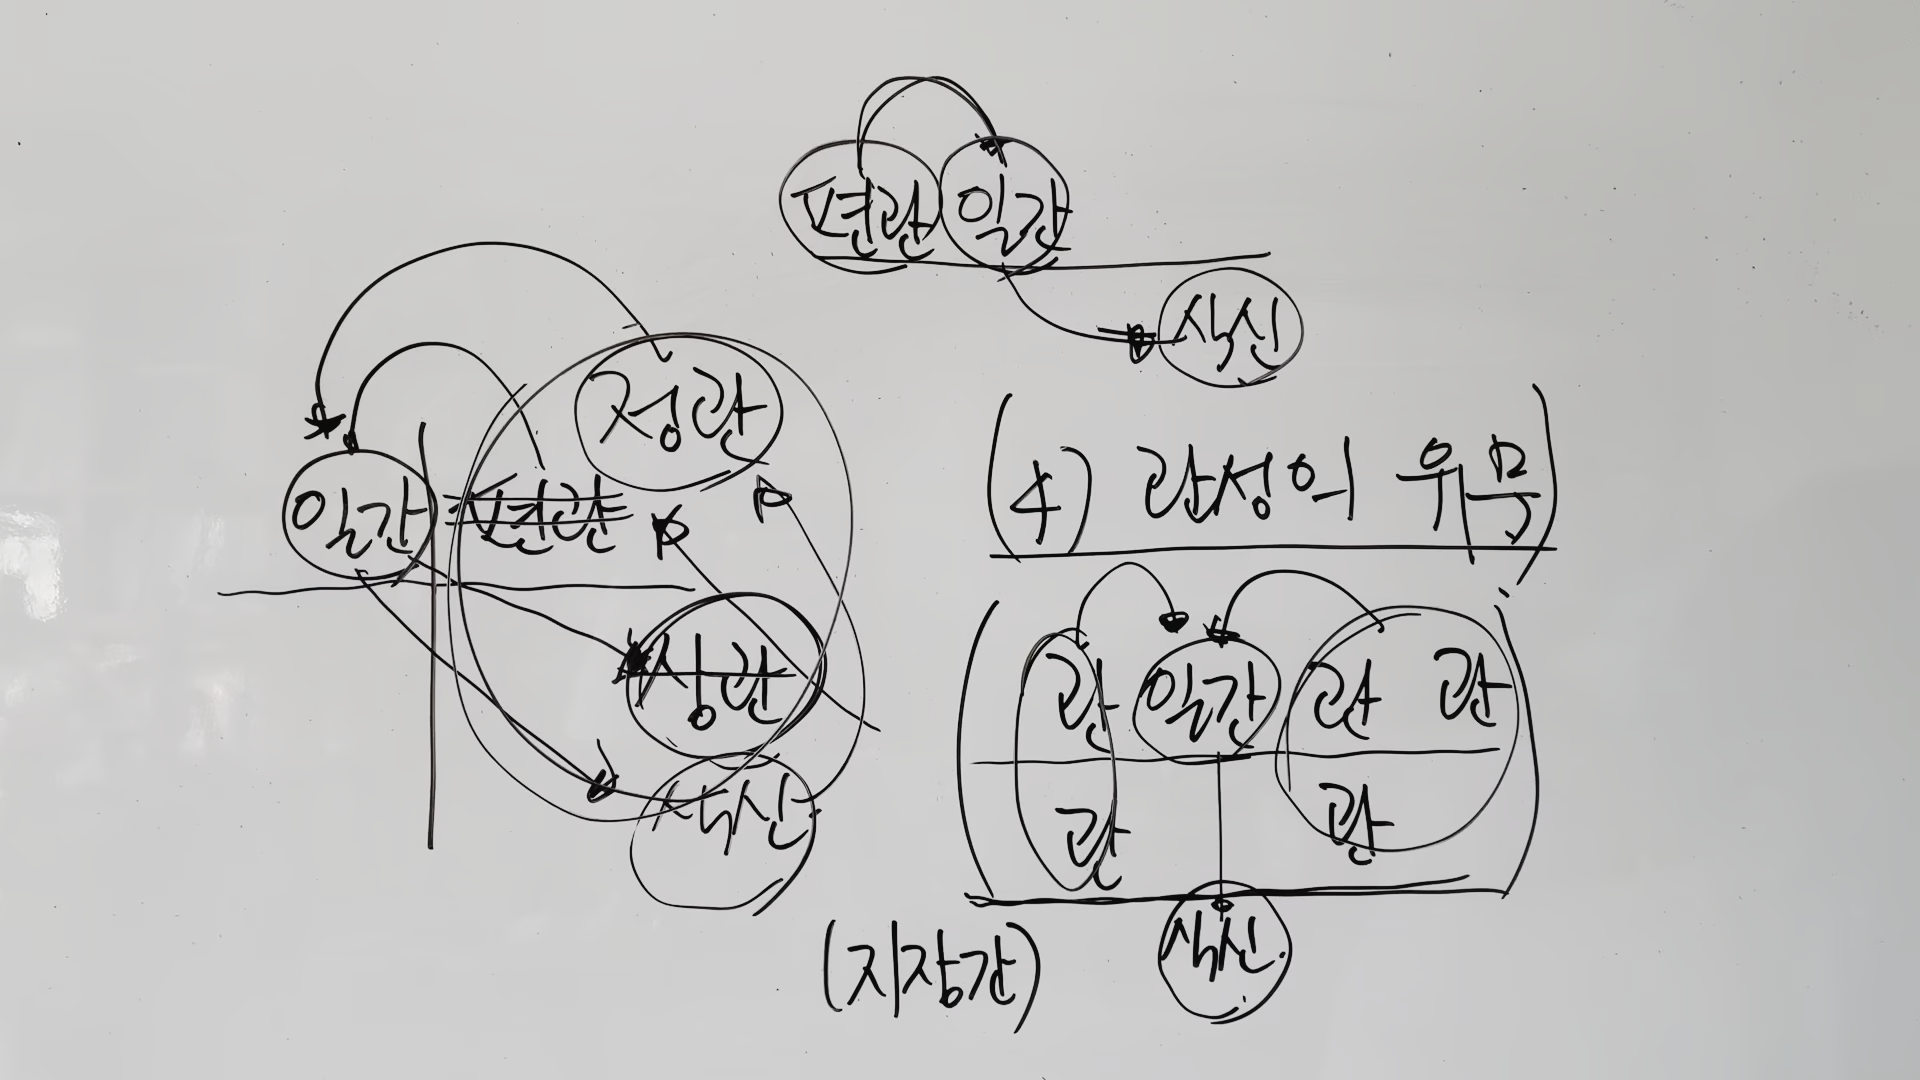 편관 일간
식신
정관
일간 편관
상관
식신
(4) 관성의 유무
관 일간 관 관
관 관
식신
(지장간)